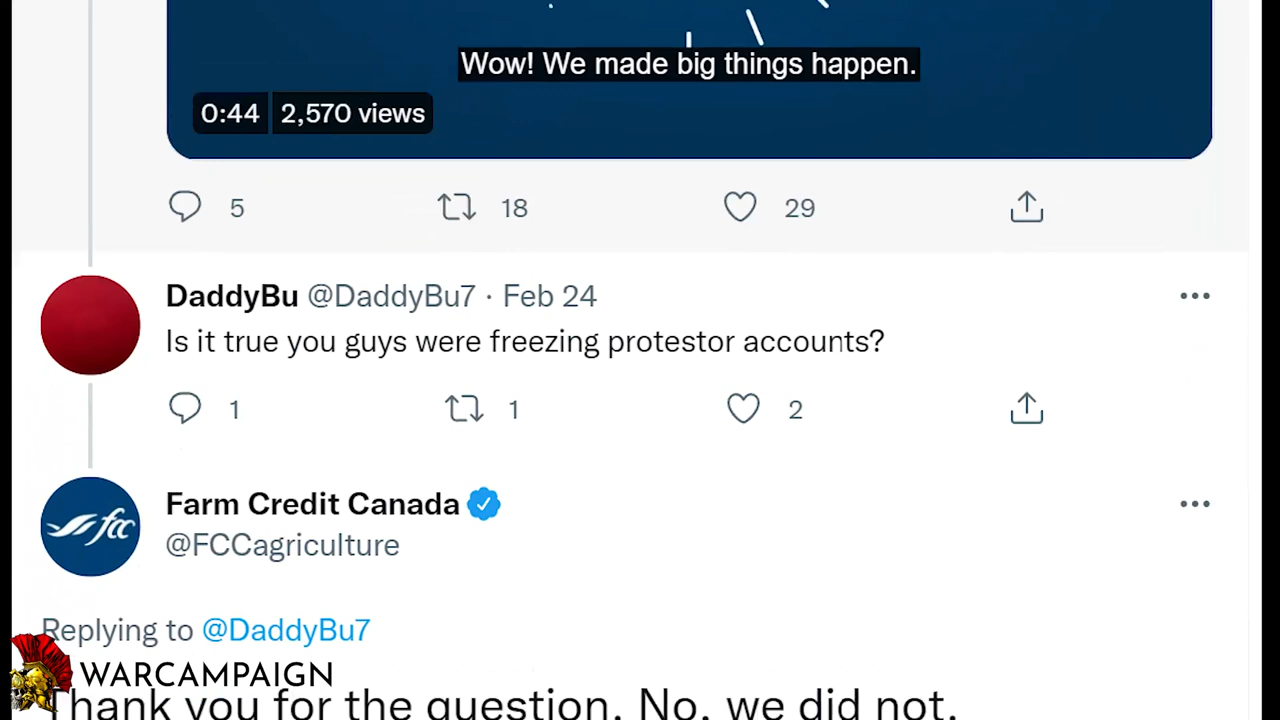 Wow! We made big things happen.
0:44 2,570 views
5 18 29
DaddyBu @DaddyBu7 · Feb 24
Is it true you guys were freezing protestor accounts?
1 1 2
fcc
Farm Credit Canada
@FCCagriculture
Replying to @DaddyBu7
WARCAMPAIGN
Thank you for the question. No, we did not.